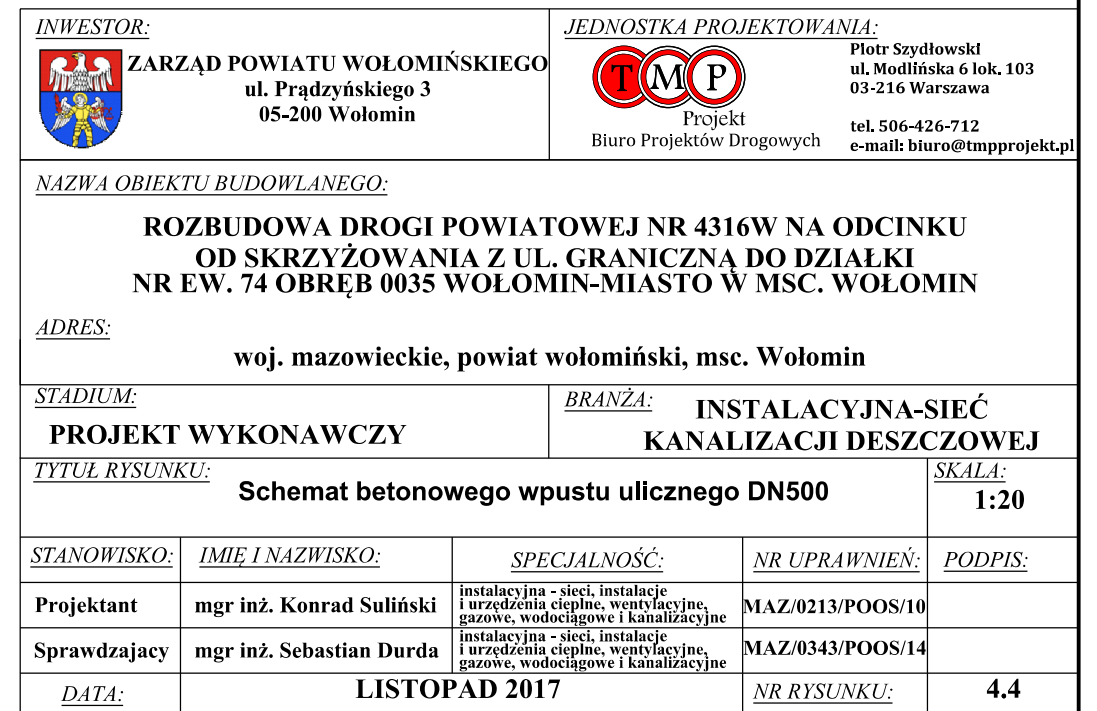 INWESTOR:
ZARZĄD POWIATU WOŁOMIŃSKIEGO
ul. Prądzyńskiego 3
05-200 Wołomin
JEDNOSTKA PROJEKTOWANIA:
TMP
Projekt
Biuro Projektów Drogowych
Piotr Szydłowski
ul. Modlińska 6 lok. 103
03-216 Warszawa
tel. 506-426-712
e-mail: biuro@tmpprojekt.pl
NAZWA OBIEKTU BUDOWLANEGO:
ROZBUDOWA DROGI POWIATOWEJ NR 4316W NA ODCINKU
OD SKRZYŻOWANIA Z UL. GRANICZNĄ DO DZIAŁKI
NR EW. 74 OBRĘB 0035 WOŁOMIN-MIASTO W MSC. WOŁOMIN
ADRES:
woj. mazowieckie, powiat wołomiński, msc. Wołomin
STADIUM:
PROJEKT WYKONAWCZY
BRANŻA:
INSTALACYJNA-SIEĆ
KANALIZACJI DESZCZOWEJ
TYTUŁ RYSUNKU:
Schemat betonowego wpustu ulicznego DN500
SKALA:
1:20
STANOWISKO: IMIĘ I NAZWISKO: SPECJALNOŚĆ: NR UPRAWNIEŃ: PODPIS:
Projektant mgr inż. Konrad Suliński
instalacyjna - sieci, instalacje
i urzędzenia cieplne, wentylacyjne,
gazowe, wodociągowe i kanalizacyjne
MAZ/0213/POOS/10
Sprawdzajacy mgr inż. Sebastian Durda
instalacyjna - sieci, instalacje
i urzędzenia cieplne, wentylacyjne,
gazowe, wodociągowe i kanalizacyjne
MAZ/0343/POOS/14
DATA: LISTOPAD 2017 NR RYSUNKU: 4.4